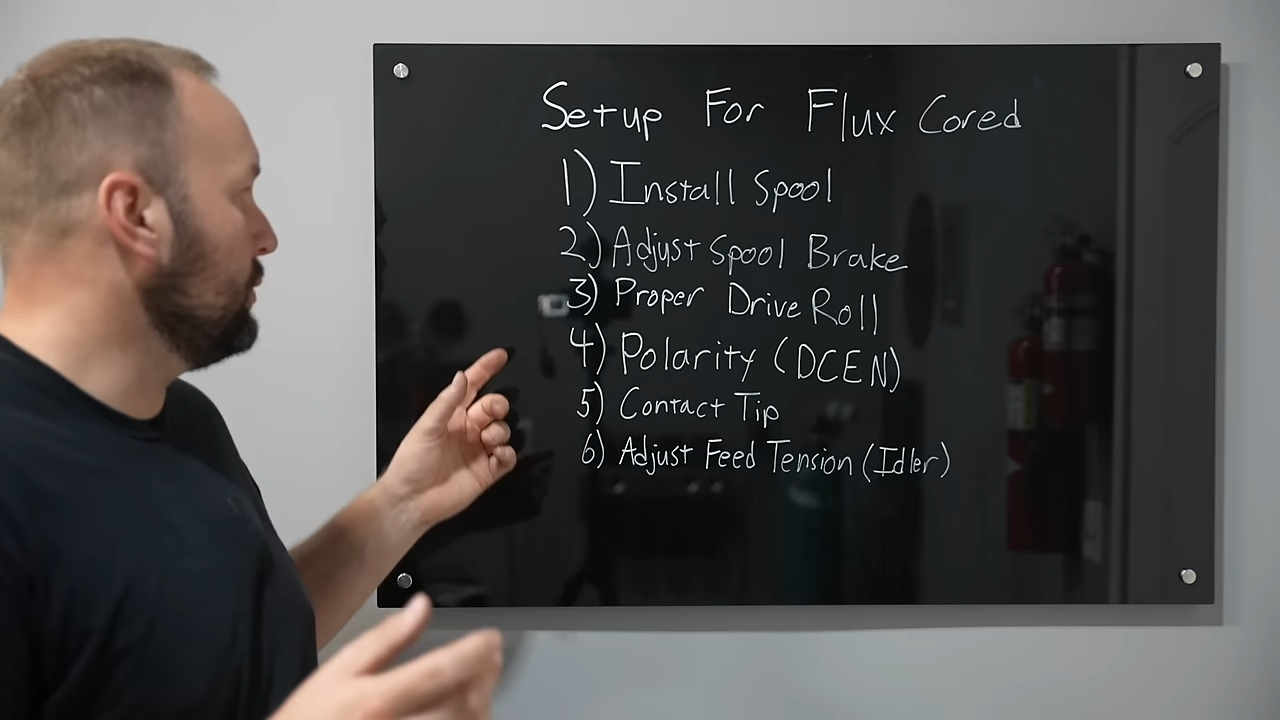 Setup For Flux Cored
1) Install Spool
2) Adjust Spool Brake
3) Proper Drive Roll
4) Polarity (DCEN)
5) Contact Tip
6) Adjust Feed Tension (Idler)